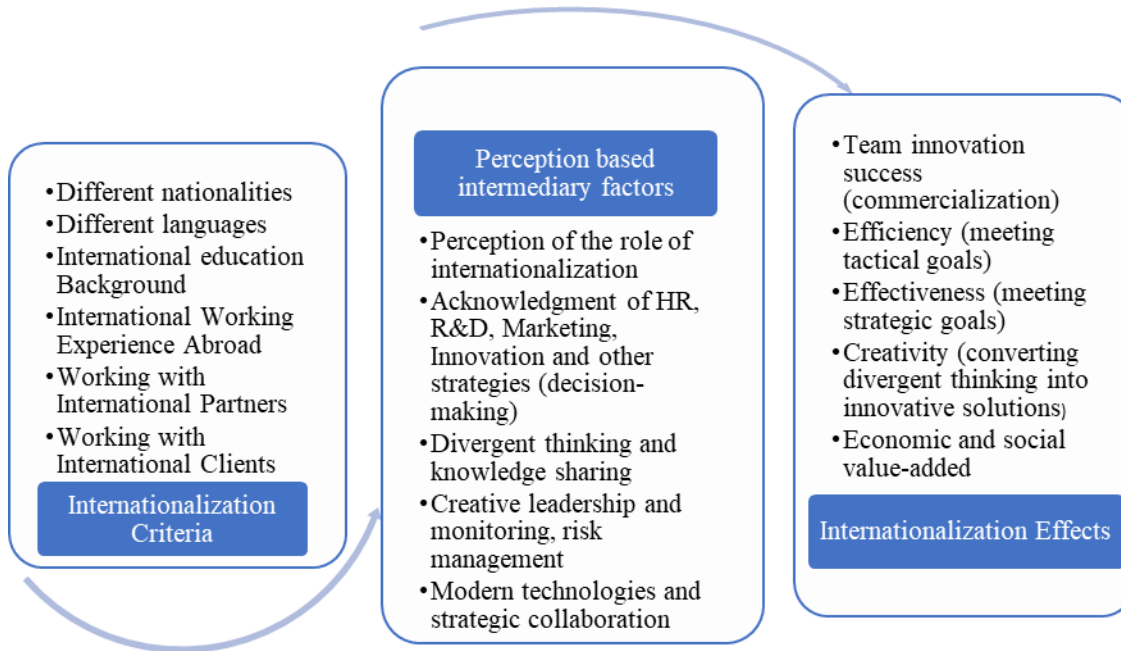 •Different nationalities
•Different languages
•International education
Background
•International Working
Experience Abroad
•Working with
International Partners
•Working with
International Clients
Internationalization
Criteria
Perception based
intermediary factors
•Perception of the role of
internationalization
•Acknowledgment of HR,
R&D, Marketing,
Innovation and other
strategies (decision-
making)
•Divergent thinking and
knowledge sharing
•Creative leadership and
monitoring, risk
management
•Modern technologies and
strategic collaboration
•Team innovation
success
(commercialization)
•Efficiency (meeting
tactical goals)
•Effectiveness (meeting
strategic goals)
•Creativity (converting
divergent thinking into
innovative solutions)
•Economic and social
value-added
Internationalization Effects